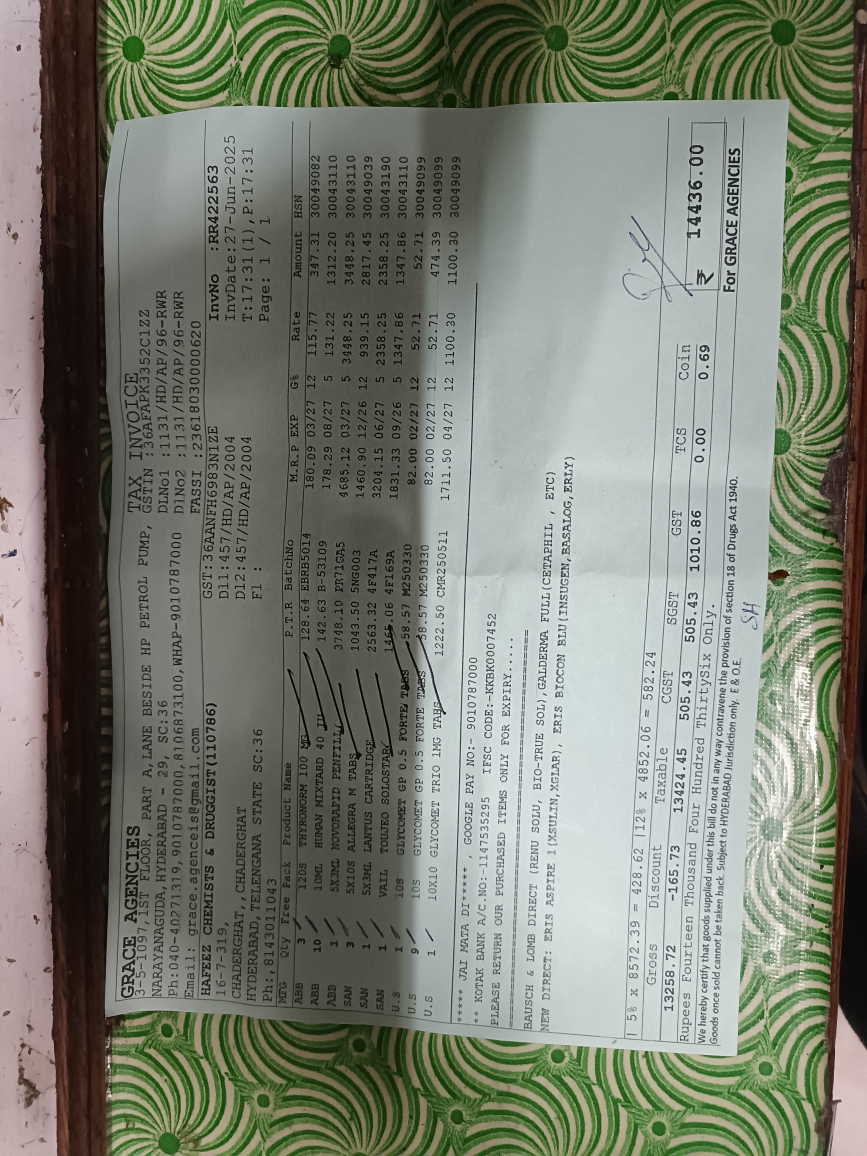 GRACE AGENCIES TAX INVOICE
3-5-1097,1ST FLOOR, PART A,LANE BESIDE HP PETROL PUMP, GSTIN :36AFAPK3352C1ZZ
NARAYANAGUDA,HYDERABAD - 29, SC:36 DLNo1 :1131/HD/AP/96-RWR
Ph:040-40271319,9010787000,8106873100,WHAP-9010787000 DlNo2 :1131/HD/AP/96-RWR
Email: grace.agenceis@gmail.com FASSI :23618030000620
HAFEEZ CHEMISTS & DRUGGIST(110786) GST:36AANFH6983N1ZE InvNo :RR422563
16-7-319, Dl1:457/HD/AP/2004 InvDate:27-Jun-2025
CHADERGHAT,,CHADERGHAT Dl2:457/HD/AP/2004 T:17:31(1),P:17:31
HYDERABAD,TELENGANA STATE SC:36 Fl : Page: 1 / 1
Ph:,8143011043
MFG Qty Free Pack Product Name P.T.R BatchNo M.R.P EXP G% Rate Amount HSN
ABB 3 120S THYRONORM 100 MG 128.64 EBRB5014 180.09 03/27 12 115.77 347.31 30049082
ABB 10 10ML HUMAN MIXTARD 40 IU 142.63 B-53109 178.29 08/27 5 131.22 1312.20 30043110
ABB 1 5X3ML NOVORAPID PENFILL 3748.10 PR71GA5 4685.12 03/27 5 3448.25 3448.25 30043110
SAN 3 5X10S ALLEGRA M TABS 1043.50 5NG003 1460.90 12/26 12 939.15 2817.45 30049039
SAN 1 5X3ML LANTUS CARTRIDGE 2563.32 4F417A 3204.15 06/27 5 2358.25 2358.25 30043190
SAN 1 VAIL TOUJEO SOLOSTAR 1465.06 4F169A 1831.33 09/26 5 1347.86 1347.86 30043110
U.S 1 10S GLYCOMET GP 0.5 FORTE TABS 58.57 M250330 82.00 02/27 12 52.71 52.71 30049099
U.S 9 10S GLYCOMET GP 0.5 FORTE TABS 58.57 M250330 82.00 02/27 12 52.71 474.39 30049099
U.S 1 10X10 GLYCOMET TRIO 1MG TABS 1222.50 CMR250511 1711.50 04/27 12 1100.30 1100.30 30049099
***** JAI MATA DI***** , GOOGLE PAY NO:- 9010787000
** KOTAK BANK A/C.NO:-1147535295 IFSC CODE:-KKBK0007452
PLEASE RETURN OUR PURCHASED ITEMS ONLY FOR EXPIRY.....
BAUSCH & LOMB DIRECT (RENU SOLU, BIO-TRUE SOL),GALDERMA FULL(CETAPHIL , ETC)
NEW DIRECT: ERIS ASPIRE 1(XSULIN,XGLAR), ERIS BIOCON BLU(INSUGEN,BASALOG,ERLY)
5% x 8572.39 = 428.62 |12% x 4852.06 = 582.24
Gross Discount Taxable CGST SGST GST TCS Coin
13258.72 -165.73 13424.45 505.43 505.43 1010.86 0.00 0.69 ₹ 14436.00
Rupees Fourteen Thousand Four Hundred ThirtySix Only.
We hereby certify that goods supplied under this bill do not in any way contravene the provision of section 18 of Drugs Act 1940.
Goods once sold cannot be taken back. Subject to HYDERABAD Jurisdiction only. E & O.E.
For GRACE AGENCIES
SH